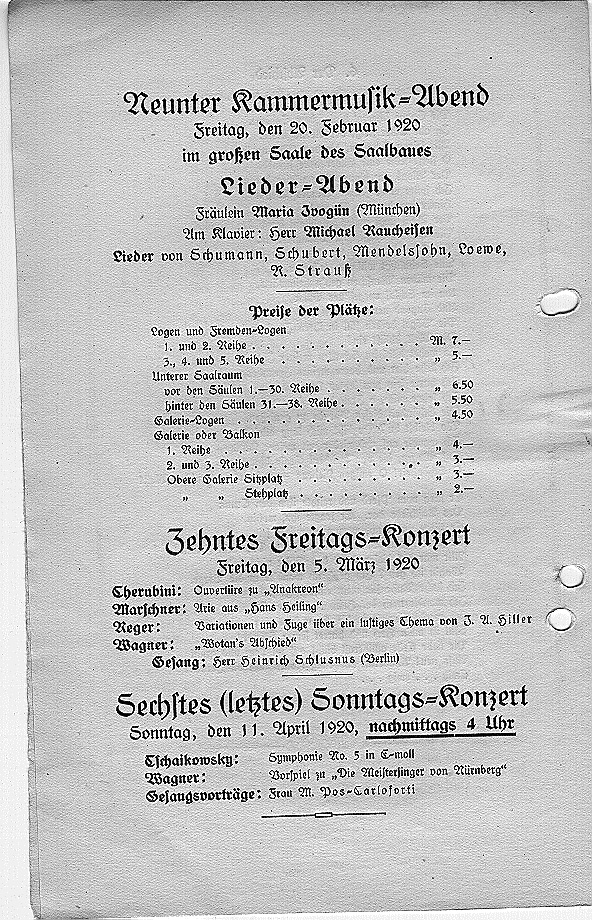 Neunter Kammermusik-Abend
Freitag, den 20. Februar 1920
im großen Saale des Saalbaues
Lieder-Abend
Fräulein Maria Ivogün (München)
Am Klavier: Herr Michael Raucheisen
Lieder von Schumann, Schubert, Mendelssohn, Loewe,
R. Strauß
Preise der Plätze:
Logen und Fremden-Logen
1. und 2. Reihe . . . . . . . . . . . . . M. 7.—
3., 4. und 5. Reihe . . . . . . . . . . . „ 5.—
Unterer Saalraum
vor den Säulen 1.—30. Reihe . . . . . . . . „ 6.50
hinter den Säulen 31.—38. Reihe . . . . . . . „ 5.50
Galerie-Logen . . . . . . . . . . . . . . „ 4.50
Galerie oder Balkon
1. Reihe . . . . . . . . . . . . . . „ 4.—
2. und 3. Reihe . . . . . . . . . . . . „ 3.—
Obere Galerie Sitzplatz . . . . . . . . . . „ 3.—
„ „ Stehplatz . . . . . . . . . . „ 2.—
Zehntes Freitags-Konzert
Freitag, den 5. März 1920
Cherubini: Ouvertüre zu „Anakreon“
Marschner: Arie aus „Hans Heiling“
Reger: Variationen und Fuge über ein lustiges Thema von J. A. Hiller
Wagner: „Wotan's Abschied“
Gesang: Herr Heinrich Schlusnus (Berlin)
Sechstes (letztes) Sonntags-Konzert
Sonntag, den 11. April 1920, nachmittags 4 Uhr
Tschaikowsky: Symphonie No. 5 in E-moll
Wagner: Vorspiel zu „Die Meistersinger von Nürnberg“
Gesangsvorträge: Frau M. Pos-Carloforti